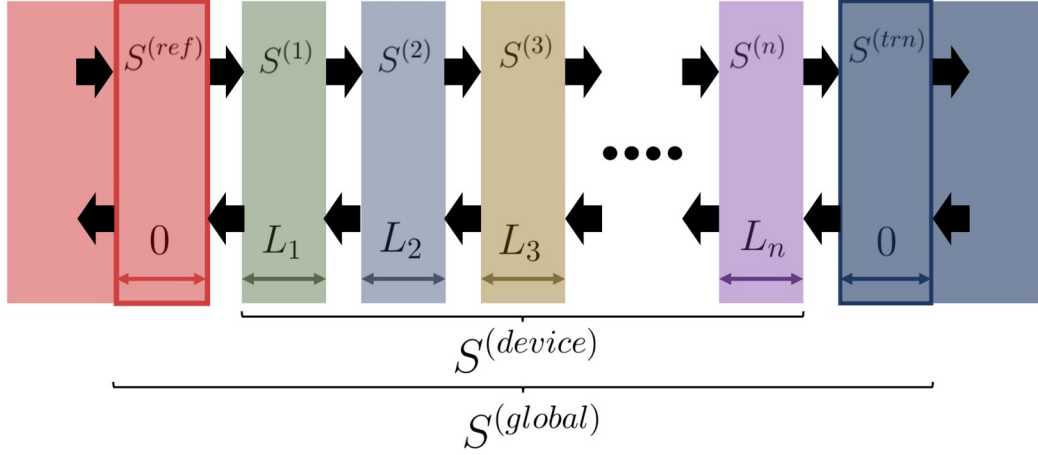 S^{(ref)} S^{(1)} S^{(2)} S^{(3)} S^{(n)} S^{(trn)}
0 L_1 L_2 L_3 L_n 0
S^{(device)}
S^{(global)}